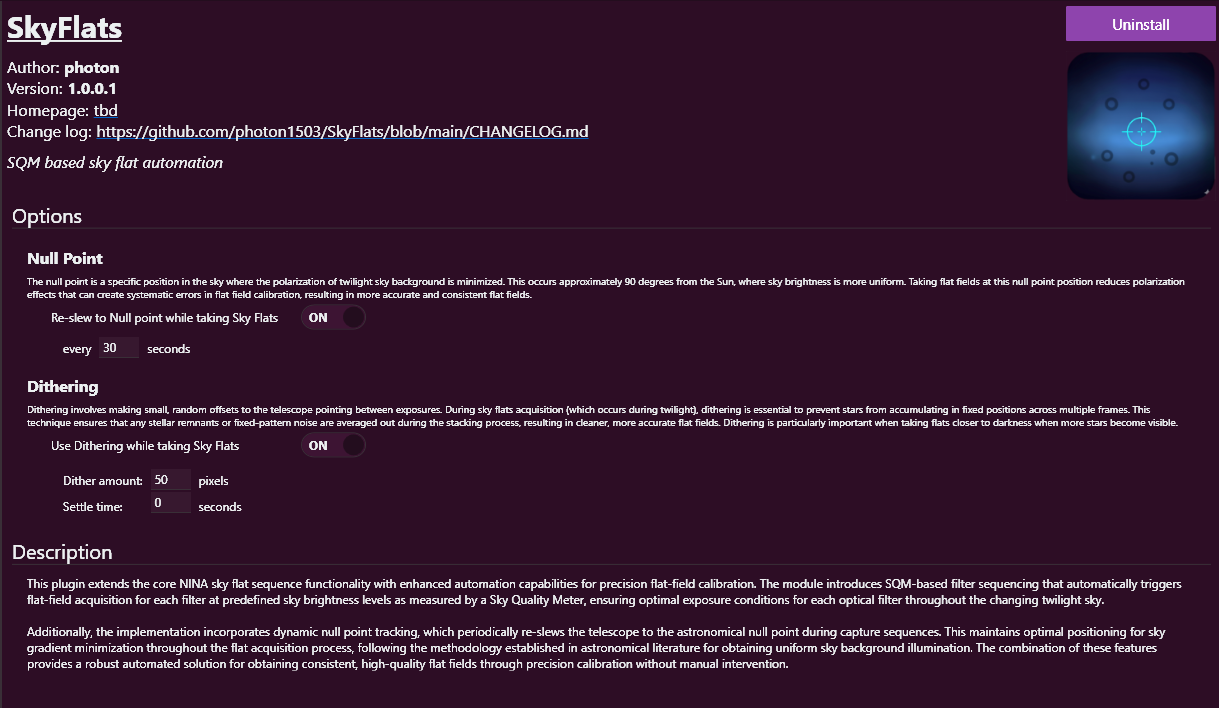 SkyFlats
Uninstall
Author: photon
Version: 1.0.0.1
Homepage: tbd
Change log: https://github.com/photon1503/SkyFlats/blob/main/CHANGELOG.md
SQM based sky flat automation
Options
Null Point
The null point is a specific position in the sky where the polarization of twilight sky background is minimized. This occurs approximately 90 degrees from the Sun, where sky brightness is more uniform. Taking flat fields at this null point position reduces polarization
effects that can create systematic errors in flat field calibration, resulting in more accurate and consistent flat fields.
Re-slew to Null point while taking Sky Flats ON
every 30 seconds
Dithering
Dithering involves making small, random offsets to the telescope pointing between exposures. During sky flats acquisition (which occurs during twilight), dithering is essential to prevent stars from accumulating in fixed positions across multiple frames. This
technique ensures that any stellar remnants or fixed-pattern noise are averaged out during the stacking process, resulting in cleaner, more accurate flat fields. Dithering is particularly important when taking flats closer to darkness when more stars become visible.
Use Dithering while taking Sky Flats ON
Dither amount: 50 pixels
Settle time: 0 seconds
Description
This plugin extends the core NINA sky flat sequence functionality with enhanced automation capabilities for precision flat-field calibration. The module introduces SQM-based filter sequencing that automatically triggers
flat-field acquisition for each filter at predefined sky brightness levels as measured by a Sky Quality Meter, ensuring optimal exposure conditions for each optical filter throughout the changing twilight sky.
Additionally, the implementation incorporates dynamic null point tracking, which periodically re-slews the telescope to the astronomical null point during capture sequences. This maintains optimal positioning for sky
gradient minimization throughout the flat acquisition process, following the methodology established in astronomical literature for obtaining uniform sky background illumination. The combination of these features
provides a robust automated solution for obtaining consistent, high-quality flat fields through precision calibration without manual intervention.